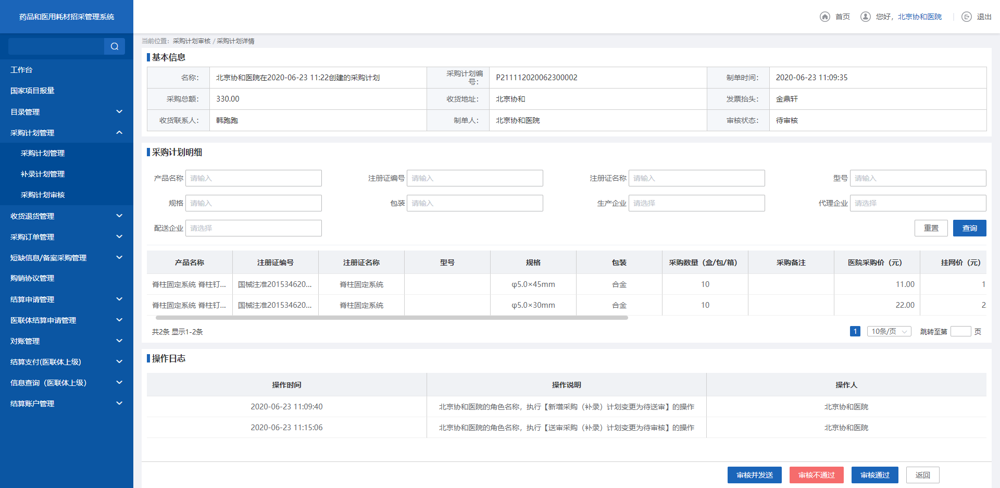 药品和医用耗材招采管理系统
首页
您好，北京协和医院
退出
工作台
国家项目报量
目录管理
采购计划管理
采购计划管理
补录计划管理
采购计划审核
收货退货管理
采购订单管理
短缺信息/备案采购管理
购销协议管理
结算申请管理
医联体结算申请管理
对账管理
结算支付(医联体上级)
信息查询（医联体上级）
结算账户管理
当前位置：采购计划审核 / 采购计划详情
基本信息
名称： 北京协和医院在2020-06-23 11:22创建的采购计划 采购计划编号： P211112020062300002 制单时间： 2020-06-23 11:09:35
采购总额： 330.00 收货地址： 北京协和 发票抬头： 金鼎轩
收货联系人： 韩跑跑 制单人： 北京协和医院 审核状态： 待审核
采购计划明细
产品名称 请输入 注册证编号 请输入 注册证名称 请输入 型号 请输入
规格 请输入 包装 请输入 生产企业 请选择 代理企业 请选择
配送企业 请选择 重置 查询
产品名称 注册证编号 注册证名称 型号 规格 包装 采购数量（盒/包/箱） 采购备注 医院采购价（元） 挂网价（元）
脊柱固定系统 脊柱钉... 国械注准201534620... 脊柱固定系统 φ5.0×45mm 合金 10 11.00 1
脊柱固定系统 脊柱钉... 国械注准201534620... 脊柱固定系统 φ5.0×30mm 合金 10 22.00 2
共2条 显示1-2条 1 10条/页 跳转至第 页
操作日志
操作时间 操作说明 操作人
2020-06-23 11:09:40 北京协和医院的角色名称，执行【新增采购（补录）计划变更为待送审】的操作 北京协和医院
2020-06-23 11:15:06 北京协和医院的角色名称，执行【送审采购（补录）计划变更为待审核】的操作 北京协和医院
审核并发送 审核不通过 审核通过 返回